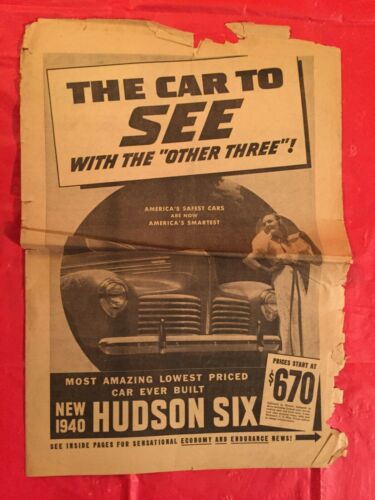 THE CAR TO
SEE
WITH THE "OTHER THREE"!
AMERICA'S SAFEST CARS
ARE NOW
AMERICA'S SMARTEST
MOST AMAZING LOWEST PRICED
CAR EVER BUILT
NEW
1940
HUDSON SIX
PRICES START AT
$670
SEE INSIDE PAGES FOR SENSATIONAL ECONOMY AND ENDURANCE NEWS!